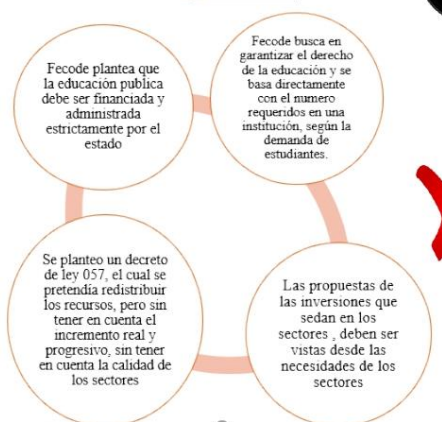 Fecode plantea que
la educación publica
debe ser financiada y
administrada
estrictamente por el
estado
Fecode busca en
garantizar el derecho
de la educación y se
basa directamente
con el numero
requeridos en una
institución, según la
demanda de
estudiantes.
Se planteo un decreto
de ley 057, el cual se
pretendía redistribuir
los recursos, pero sin
tener en cuenta el
incremento real y
progresivo, sin tener
en cuenta la calidad de
los sectores
Las propuestas de
las inversiones que
sedan en los
sectores , deben ser
vistas desde las
necesidades de los
sectores